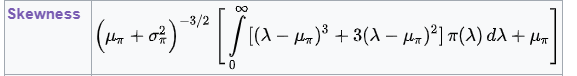 Skewness
(μ_π + σ_π^2)^{-3/2} [∫_0^∞ [(λ − μ_π)^3 + 3(λ − μ_π)^2] π(λ) dλ + μ_π]